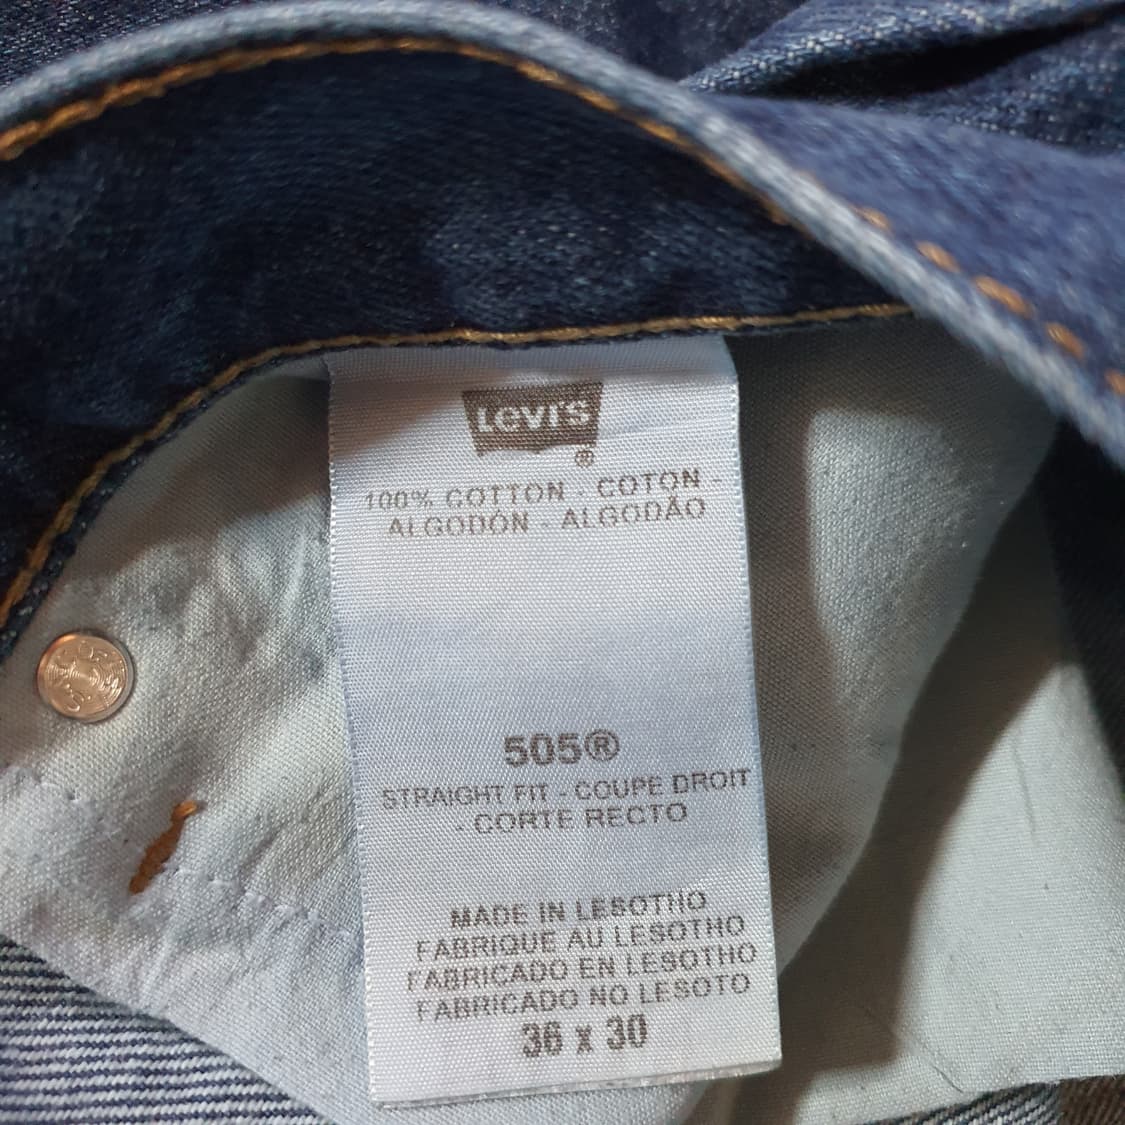 Levi's
®
100% COTTON - COTON -
ALGODÓN - ALGODÃO
505®
STRAIGHT FIT - COUPE DROIT
- CORTE RECTO
MADE IN LESOTHO
FABRIQUE AU LESOTHO
FABRICADO EN LESOTHO
FABRICADO NO LESOTO
36 x 30